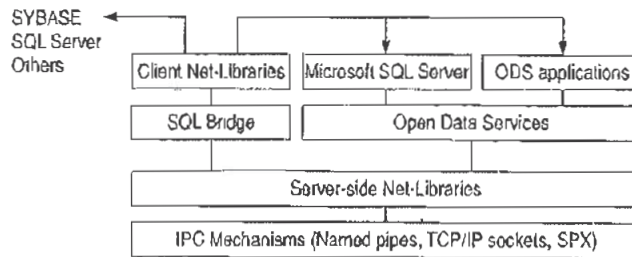 SYBASE
SQL Server
Others
Client Net-Libraries
Microsoft SQL Server
ODS applications
SQL Bridge
Open Data Services
Server-side Net-Libraries
IPC Mechanisms (Named pipes, TCP/IP sockets, SPX)